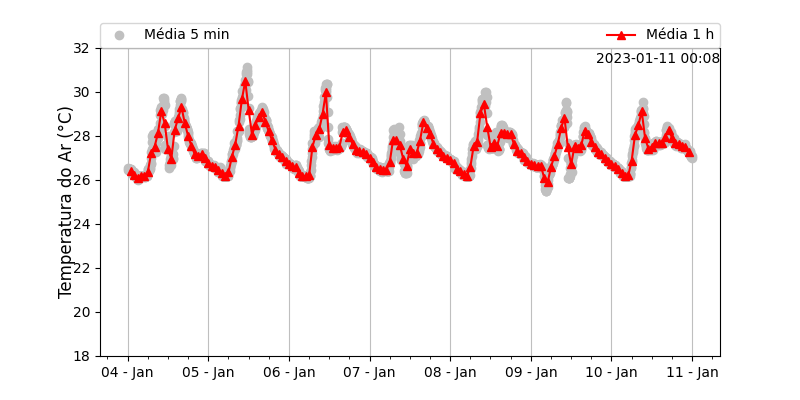 Média 5 min
Média 1 h
2023-01-11 00:08
Temperatura do Ar (°C)
32
30
28
26
24
22
20
18
04 - Jan
05 - Jan
06 - Jan
07 - Jan
08 - Jan
09 - Jan
10 - Jan
11 - Jan